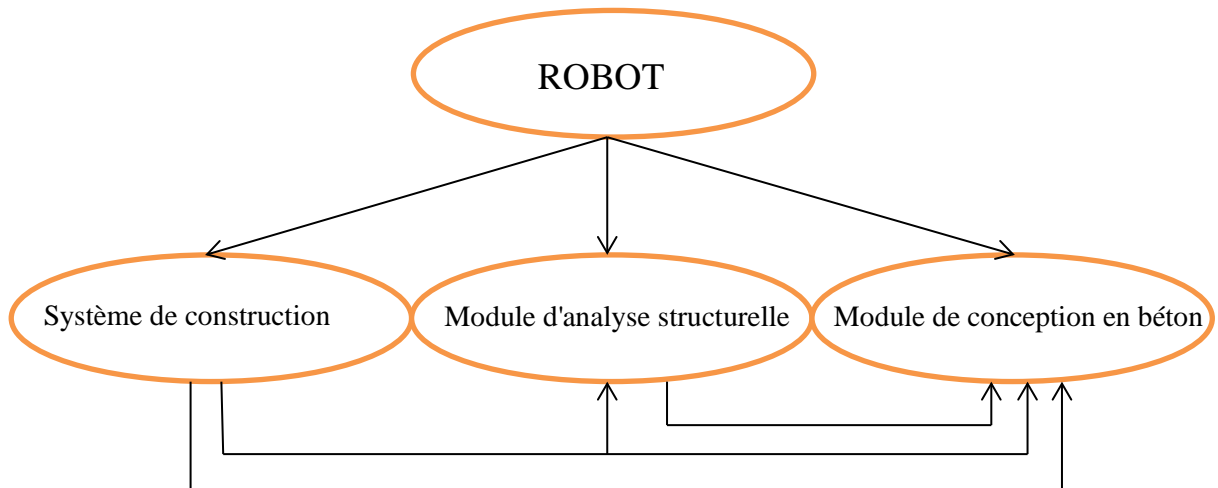 ROBOT
Système de construction
Module d'analyse structurelle
Module de conception en béton